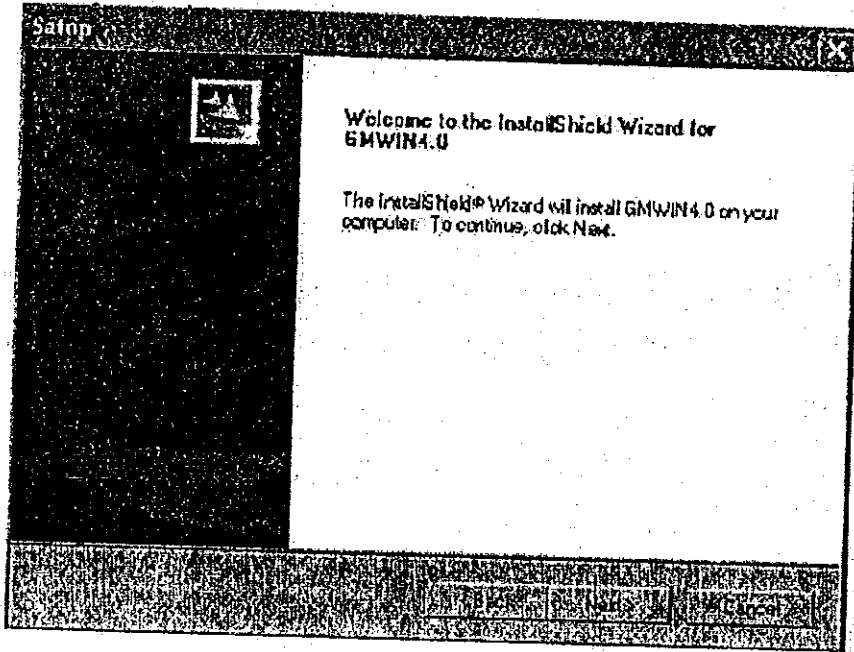 Setup
Welcome to the InstallShield Wizard for
GMWIN4.0
The InstallShield® Wizard will install GMWIN4.0 on your
computer. To continue, click Next.
Next >
Cancel